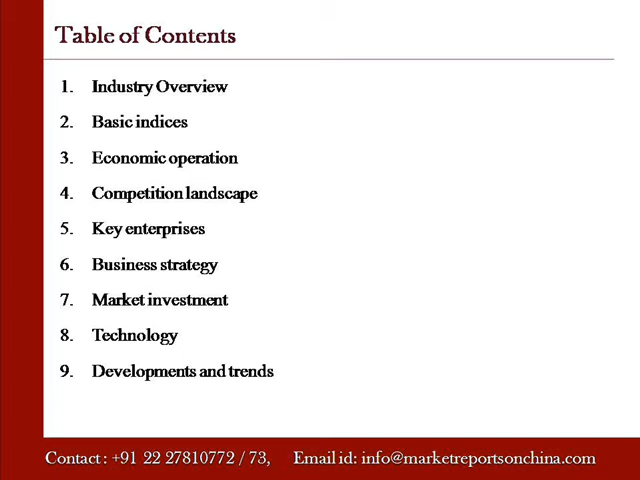 Table of Contents
1. Industry Overview
2. Basic indices
3. Economic operation
4. Competition landscape
5. Key enterprises
6. Business strategy
7. Market investment
8. Technology
9. Developments and trends
Contact : +91 22 27810772 / 73, Email id: info@marketreportsonchina.com